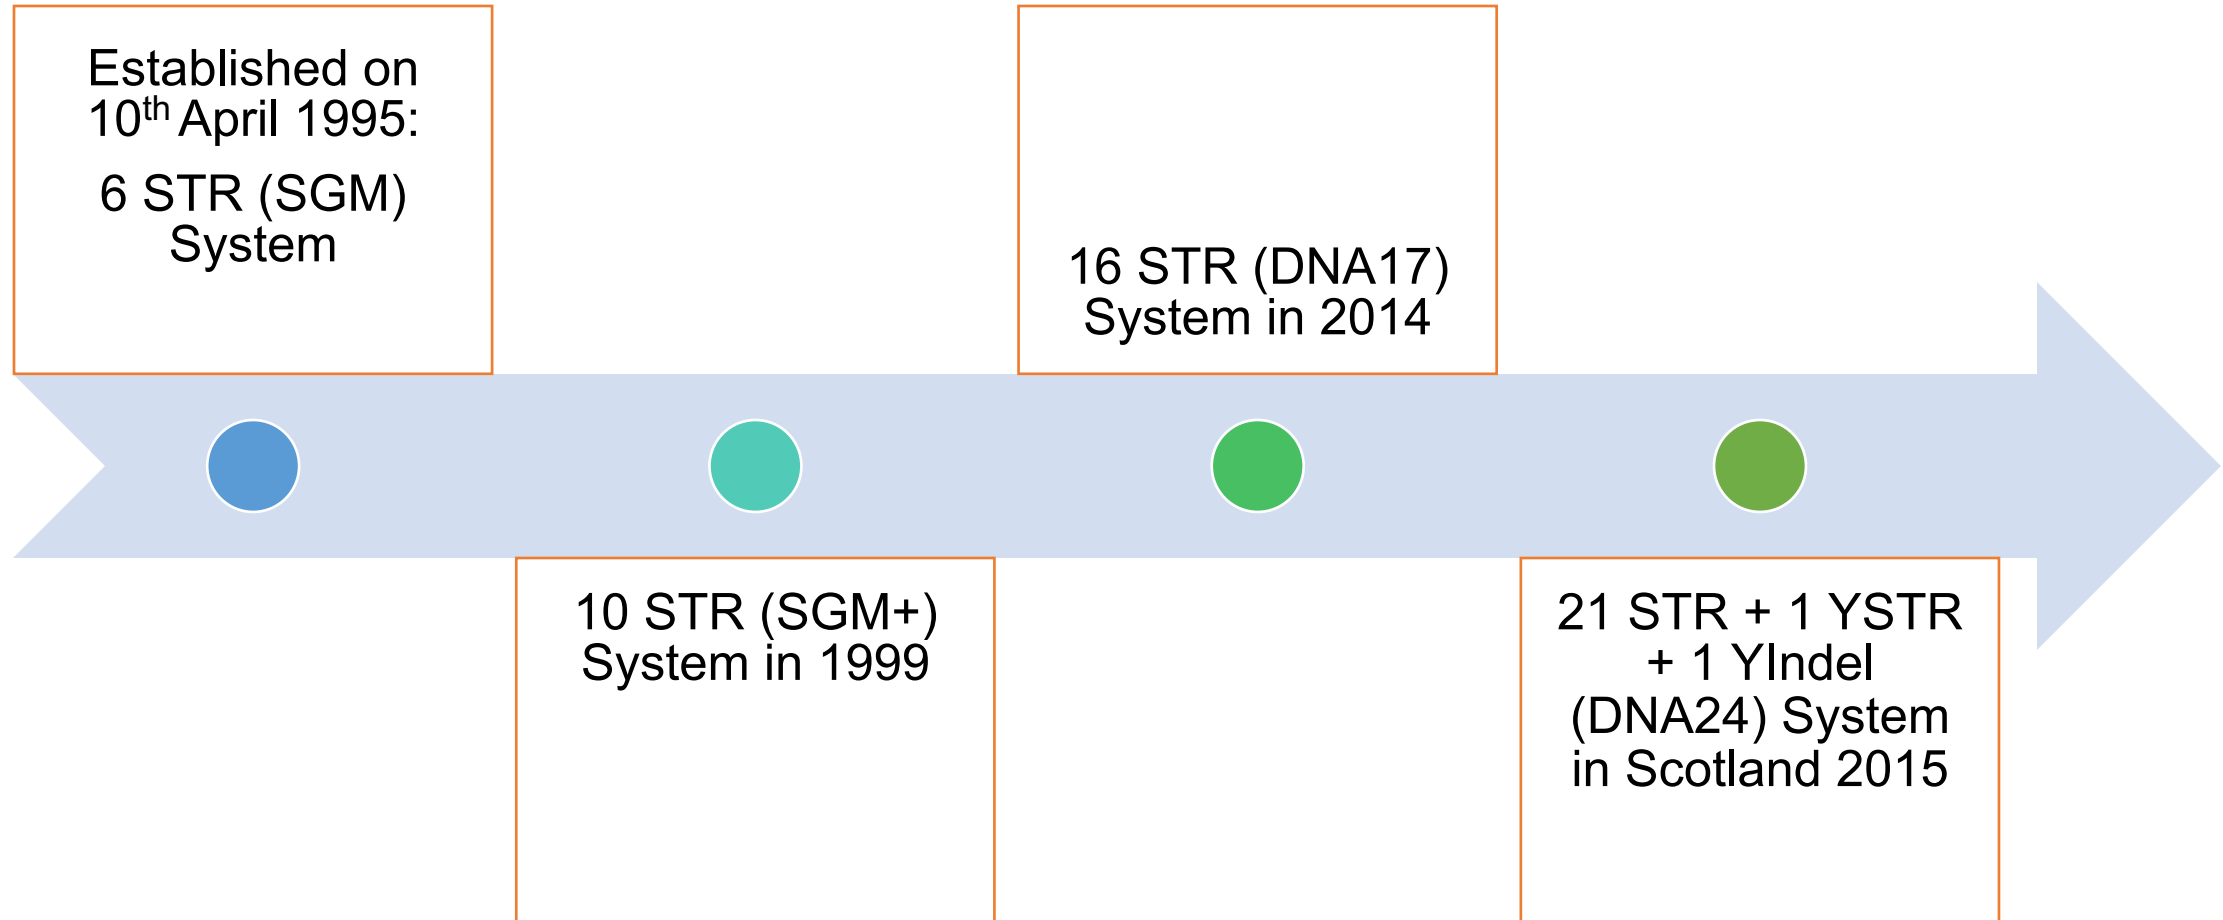 Established on
10th April 1995:
6 STR (SGM)
System
10 STR (SGM+)
System in 1999
16 STR (DNA17)
System in 2014
21 STR + 1 YSTR
+ 1 YIndel
(DNA24) System
in Scotland 2015